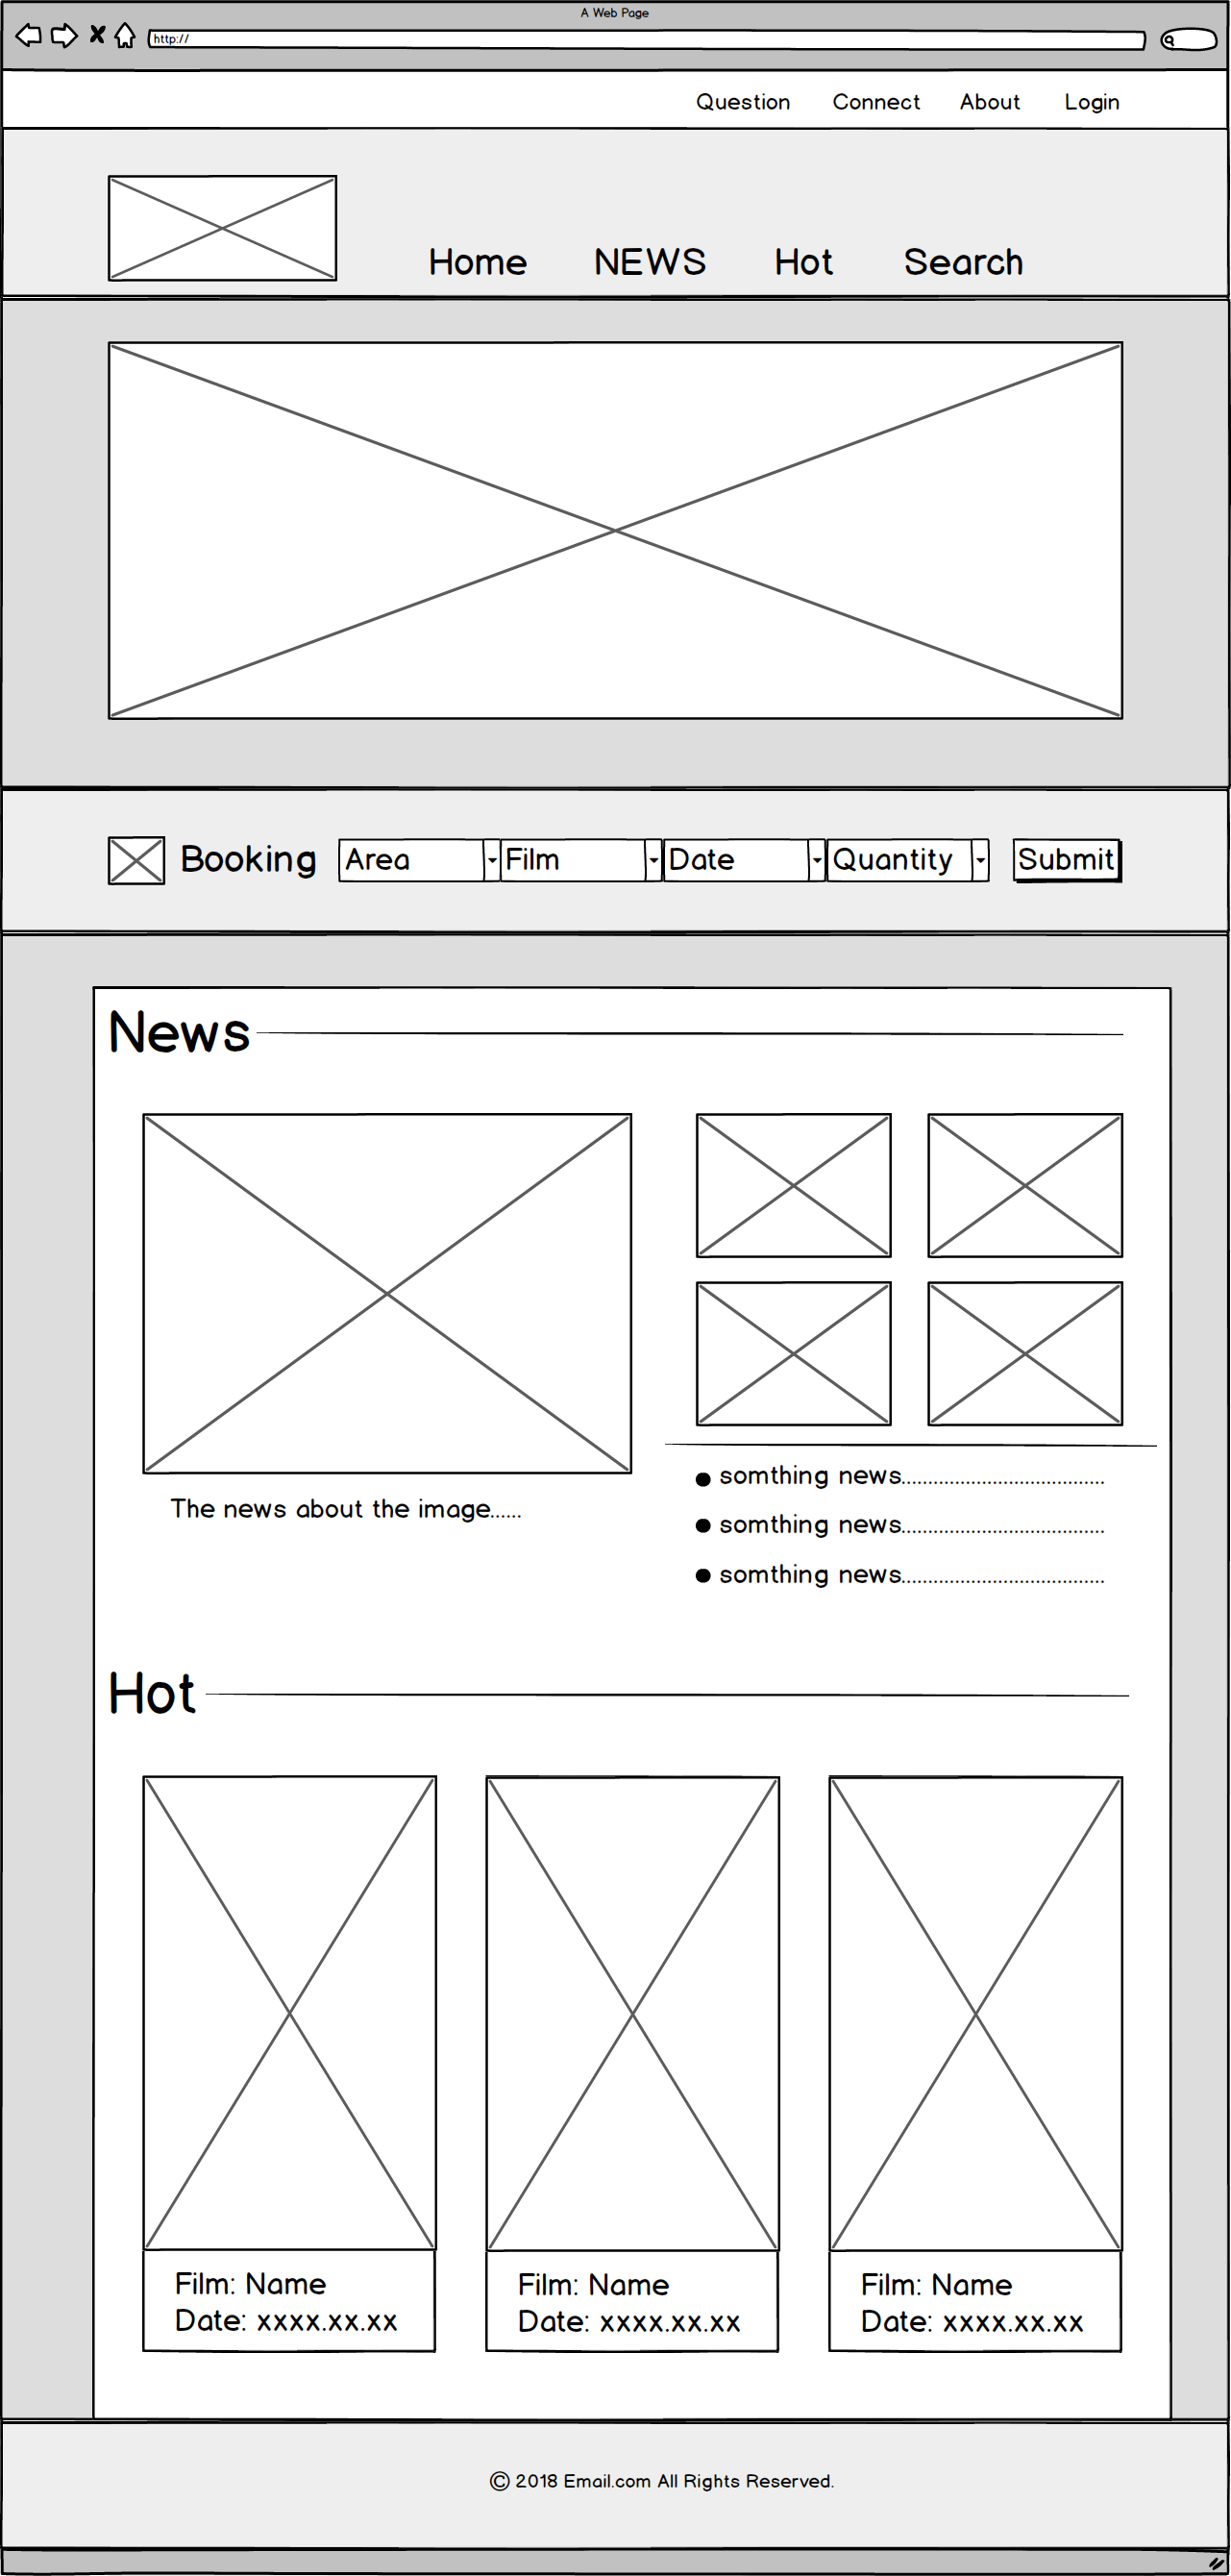 A Web Page
http://
Question Connect About Login
Home NEWS Hot Search
Booking Area Film Date Quantity Submit
News
The news about the image......
somthing news......................................
somthing news......................................
somthing news......................................
Hot
Film: Name
Date: xxxx.xx.xx
Film: Name
Date: xxxx.xx.xx
Film: Name
Date: xxxx.xx.xx
© 2018 Email.com All Rights Reserved.